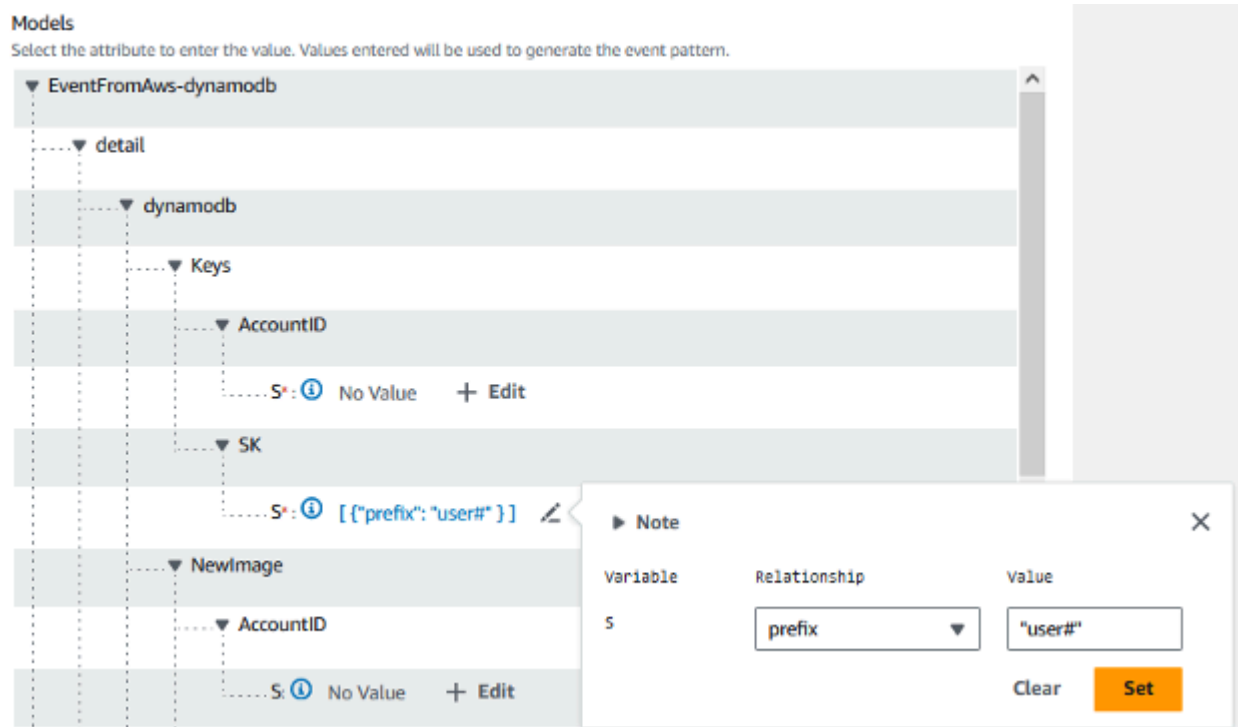 Models
Select the attribute to enter the value. Values entered will be used to generate the event pattern.
EventFromAws-dynamodb
detail
dynamodb
Keys
AccountID
S*: No Value + Edit
SK
S*: [ {"prefix": "user#" } ]
NewImage
AccountID
S: No Value + Edit
Note
Variable Relationship Value
S prefix "user#"
Clear Set